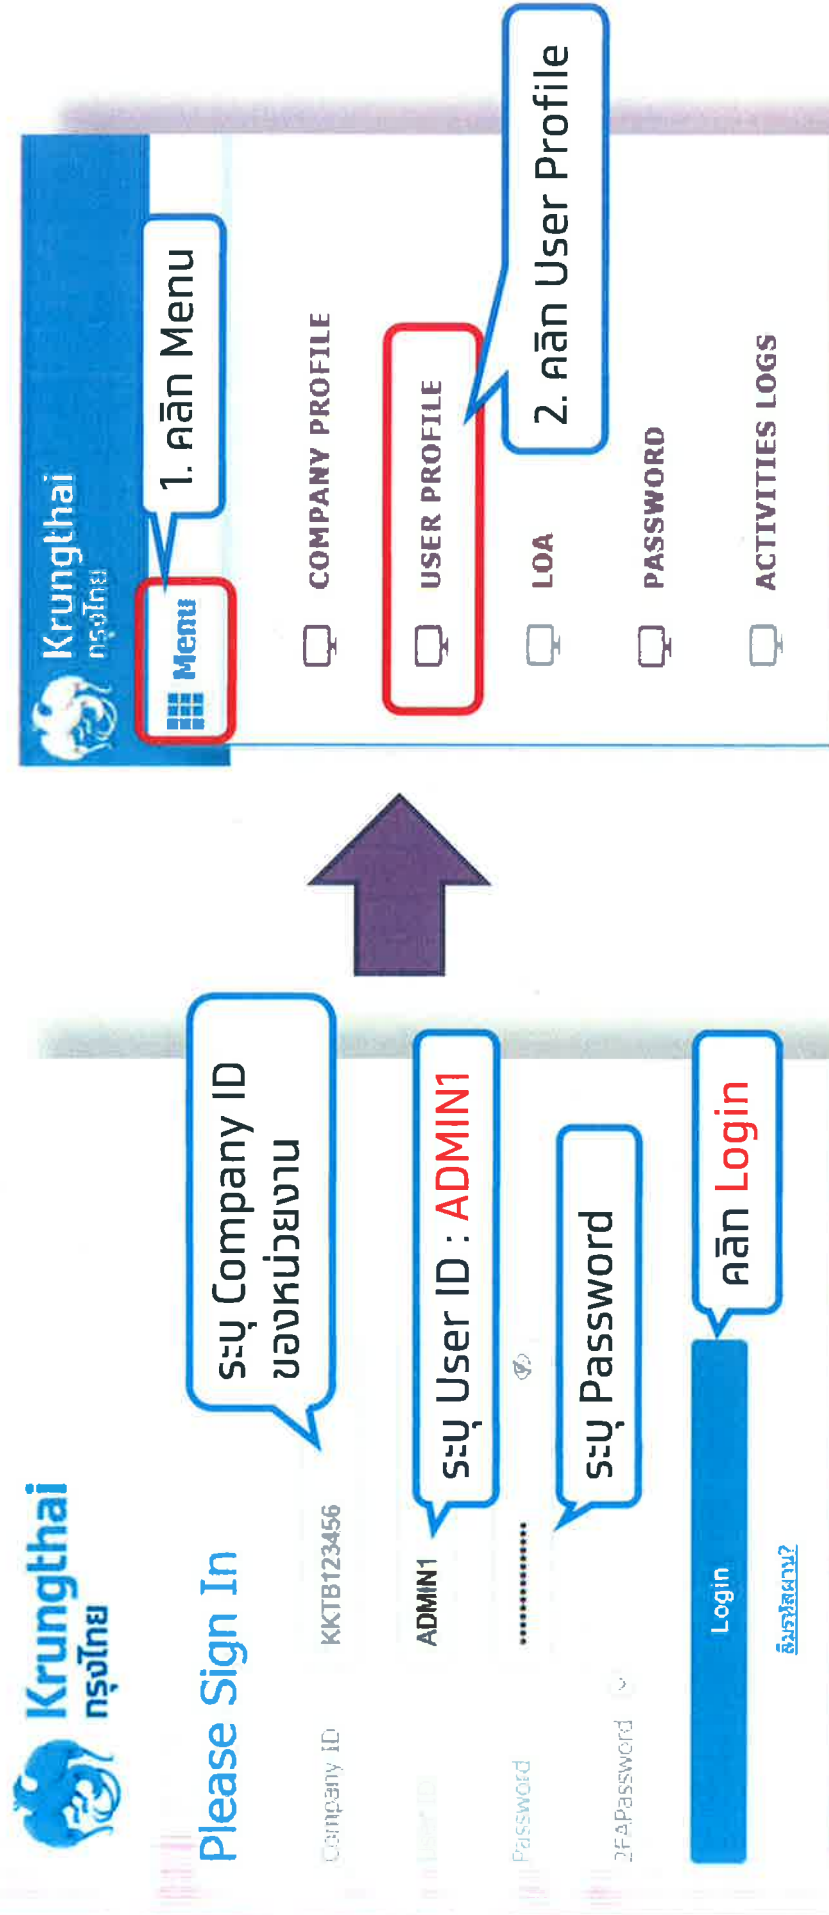 Krungthai
กรุงไทย
Please Sign In
Company ID
KKTB123456
ระบุ Company ID
ของหน่วยงาน
User ID
ADMIN1
ระบุ User ID : ADMIN1
Password
ระบุ Password
2FA Password
Login
คลิก Login
ลืมรหัสผ่าน?
Krungthai
กรุงไทย
Menu
1. คลิก Menu
COMPANY PROFILE
USER PROFILE
2. คลิก User Profile
LOA
PASSWORD
ACTIVITIES LOGS